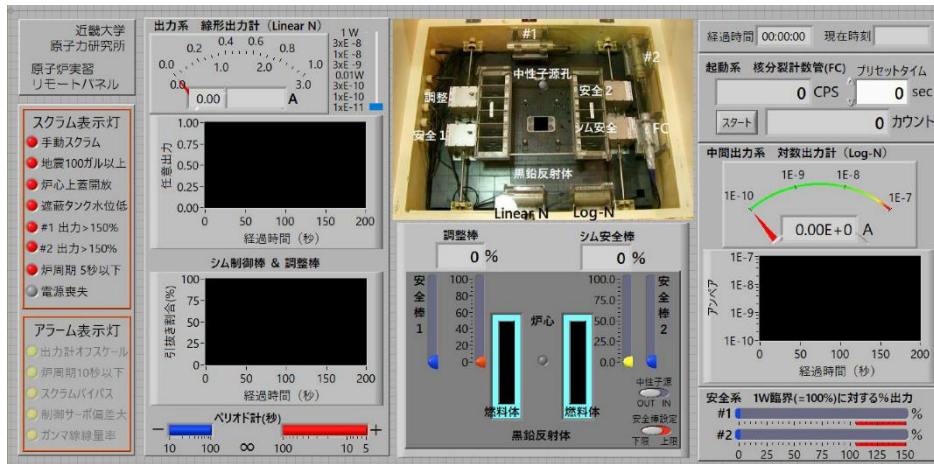 近畿大学
原子力研究所
原子炉実習
リモートパネル
スクラム表示灯
手動スクラム
地震100ガル以上
炉心上蓋開放
遮蔽タンク水位低
#1 出力>150%
#2 出力>150%
炉周期 5秒以下
電源喪失
アラーム表示灯
出力計オフスケール
炉周期10秒以下
スクラムバイパス
制御サーボ偏差大
ガンマ線線量率
出力系 線形出力計 (Linear N)
0.0 0.2 0.4 0.6 0.8 1.0
0.0 1.0 2.0 3.0
0.00 A
1 W
3xE -8
1xE -8
3xE -9
0.01W
3xE-10
1xE-10
1xE-11
任意出力
1.00
0.75
0.50
0.25
0.00
0 50 100 150 200
経過時間 (秒)
シム制御棒 & 調整棒
引抜き割合(%)
100
75
50
25
0
0 50 100 150 200
経過時間 (秒)
ペリオド計(秒)
− +
10 100 ∞ 100 10 5
#1
#2
中性子源孔
調整
安全2
安全1
シム安全
FC
黒鉛反射体
Linear N Log-N
調整棒 シム安全棒
0 % 0 %
安全棒1
100
80
60
40
20
0
炉心
100.0
75.0
50.0
25.0
0.0
安全棒2
燃料体 燃料体
黒鉛反射体
中性子源
OUT IN
安全棒設定
下限 上限
経過時間 00:00:00 現在時刻
起動系 核分裂計数管(FC) プリセットタイム
0 CPS 0 sec
スタート 0 カウント
中間出力系 対数出力計 (Log-N)
1E-10 1E-9 1E-8 1E-7
0.00E+0 A
アンペア
1E-7
1E-8
1E-9
1E-10
0 50 100 150 200
経過時間 (秒)
安全系 1W臨界(=100%)に対する%出力
#1 %
#2 %
0 25 50 75 100 125 150